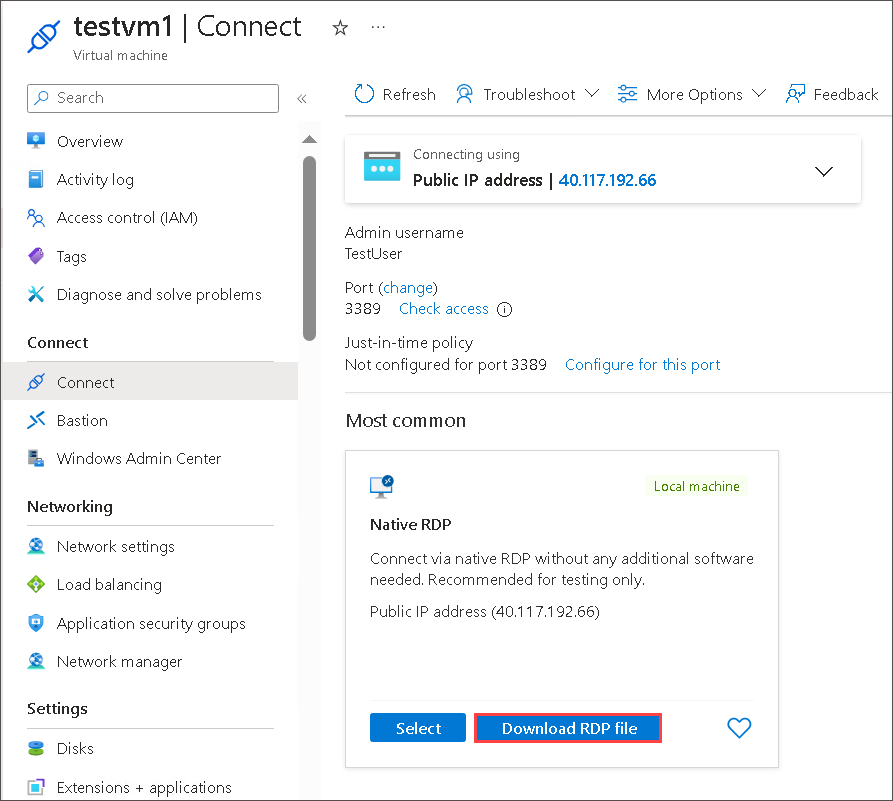 testvm1 | Connect
Virtual machine
Search
Overview
Activity log
Access control (IAM)
Tags
Diagnose and solve problems
Connect
Connect
Bastion
Windows Admin Center
Networking
Network settings
Load balancing
Application security groups
Network manager
Settings
Disks
Extensions + applications
Refresh
Troubleshoot
More Options
Feedback
Connecting using
Public IP address | 40.117.192.66
Admin username
TestUser
Port (change)
3389 Check access
Just-in-time policy
Not configured for port 3389 Configure for this port
Most common
Local machine
Native RDP
Connect via native RDP without any additional software
needed. Recommended for testing only.
Public IP address (40.117.192.66)
Select
Download RDP file